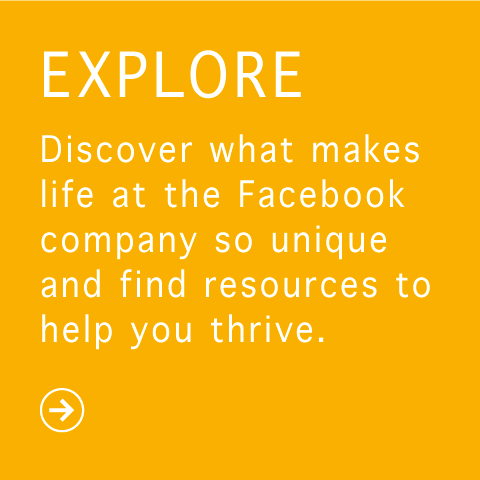 EXPLORE
Discover what makes
life at the Facebook
company so unique
and find resources to
help you thrive.